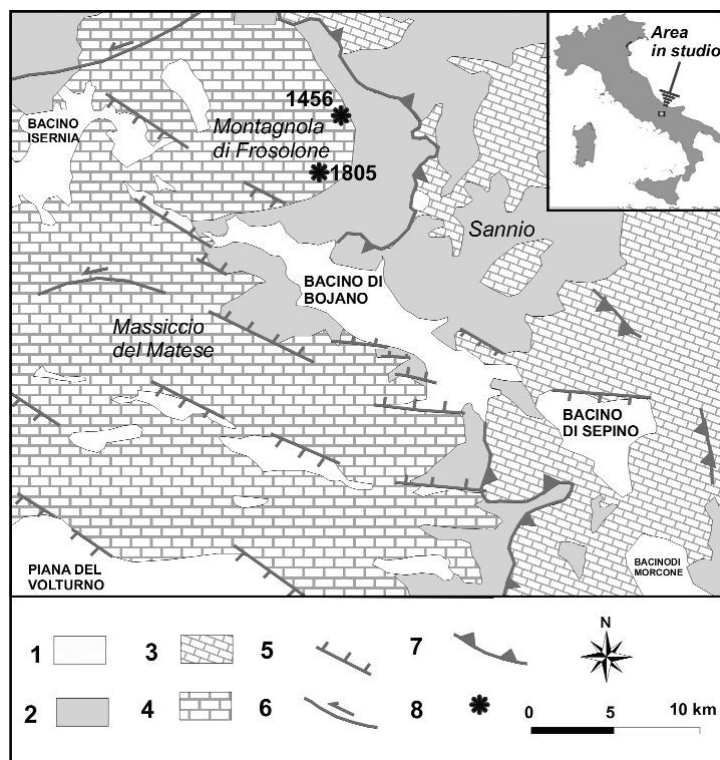 Area
in studio
1456
BACINO
ISERNIA
Montagnola
di Frosolone
1805
Sannio
BACINO DI
BOJANO
Massiccio
del Matese
BACINO
DI SEPINO
PIANA DEL
VOLTURNO
BACINODI
MORCONE
1
3
5
7
N
2
4
6
8
0
5
10 km